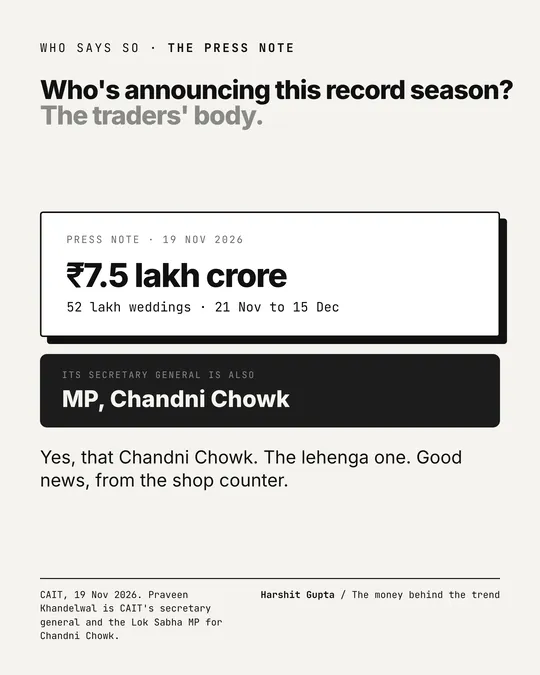 WHO SAYS SO · THE PRESS NOTE
Who's announcing this record season?
The traders' body.
PRESS NOTE · 19 NOV 2026
₹7.5 lakh crore
52 lakh weddings · 21 Nov to 15 Dec
ITS SECRETARY GENERAL IS ALSO
MP, Chandni Chowk
Yes, that Chandni Chowk. The lehenga one. Good
news, from the shop counter.
CAIT, 19 Nov 2026. Praveen
Khandelwal is CAIT's secretary
general and the Lok Sabha MP for
Chandni Chowk.
Harshit Gupta / The money behind the trend